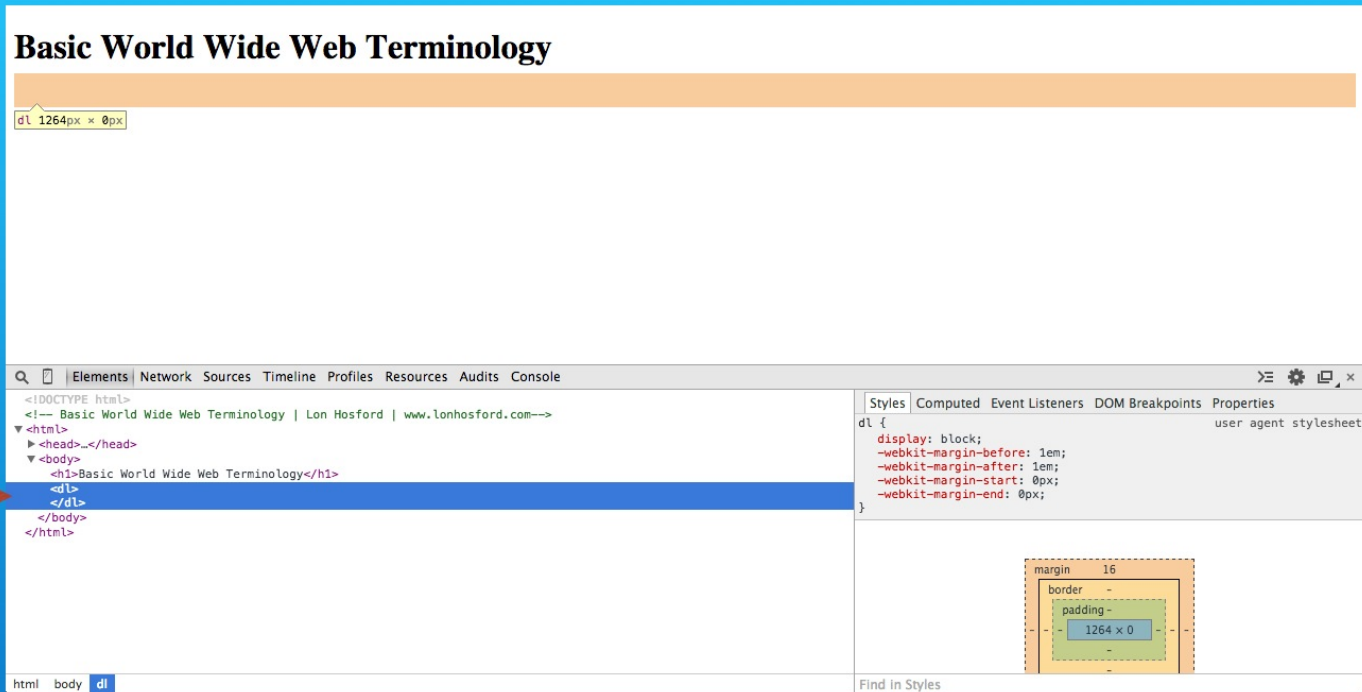 Basic World Wide Web Terminology
dl 1264px × 0px
Elements Network Sources Timeline Profiles Resources Audits Console
<!DOCTYPE html>
<!-- Basic World Wide Web Terminology | Lon Hosford | www.lonhosford.com-->
▼<html>
▶<head>…</head>
▼<body>
<h1>Basic World Wide Web Terminology</h1>
<dl>
</dl>
</body>
</html>
html body dl
Styles Computed Event Listeners DOM Breakpoints Properties
dl { user agent stylesheet
display: block;
-webkit-margin-before: 1em;
-webkit-margin-after: 1em;
-webkit-margin-start: 0px;
-webkit-margin-end: 0px;
}
margin 16
border -
padding -
- - - 1264 × 0 - - -
-
-
Find in Styles